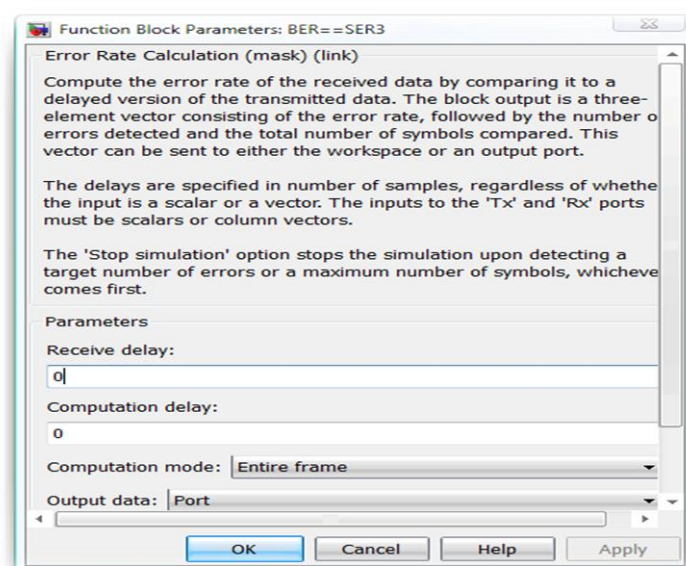 Function Block Parameters: BER==SER3
Error Rate Calculation (mask) (link)
Compute the error rate of the received data by comparing it to a
delayed version of the transmitted data. The block output is a three-
element vector consisting of the error rate, followed by the number o
errors detected and the total number of symbols compared. This
vector can be sent to either the workspace or an output port.
The delays are specified in number of samples, regardless of whethe
the input is a scalar or a vector. The inputs to the 'Tx' and 'Rx' ports
must be scalars or column vectors.
The 'Stop simulation' option stops the simulation upon detecting a
target number of errors or a maximum number of symbols, whicheve
comes first.
Parameters
Receive delay:
0
Computation delay:
0
Computation mode: Entire frame
Output data: Port
OK Cancel Help Apply